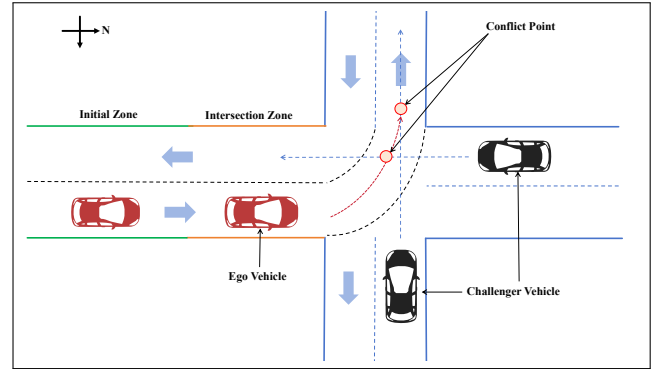 N
Conflict Point
Initial Zone
Intersection Zone
Ego Vehicle
Challenger Vehicle